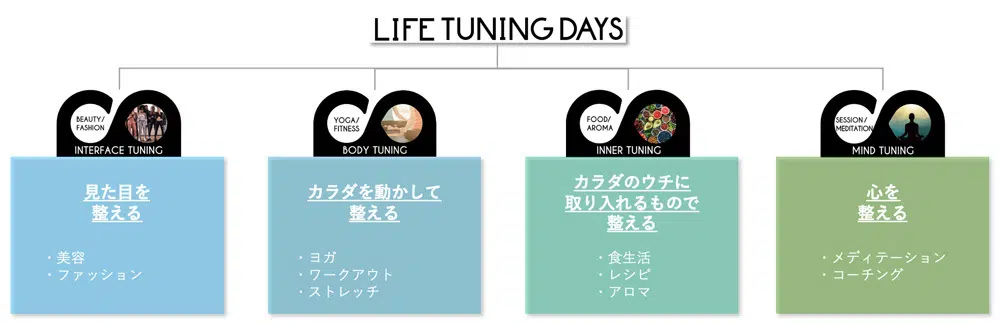 LIFE TUNING DAYS
BEAUTY/
FASHION
INTERFACE TUNING
見た目を
整える
・美容
・ファッション
YOGA/
FITNESS
BODY TUNING
カラダを動かして
整える
・ヨガ
・ワークアウト
・ストレッチ
FOOD/
AROMA
INNER TUNING
カラダのウチに
取り入れるもので
整える
・食生活
・レシピ
・アロマ
SESSION/
MEDITATION
MIND TUNING
心を
整える
・メディテーション
・コーチング